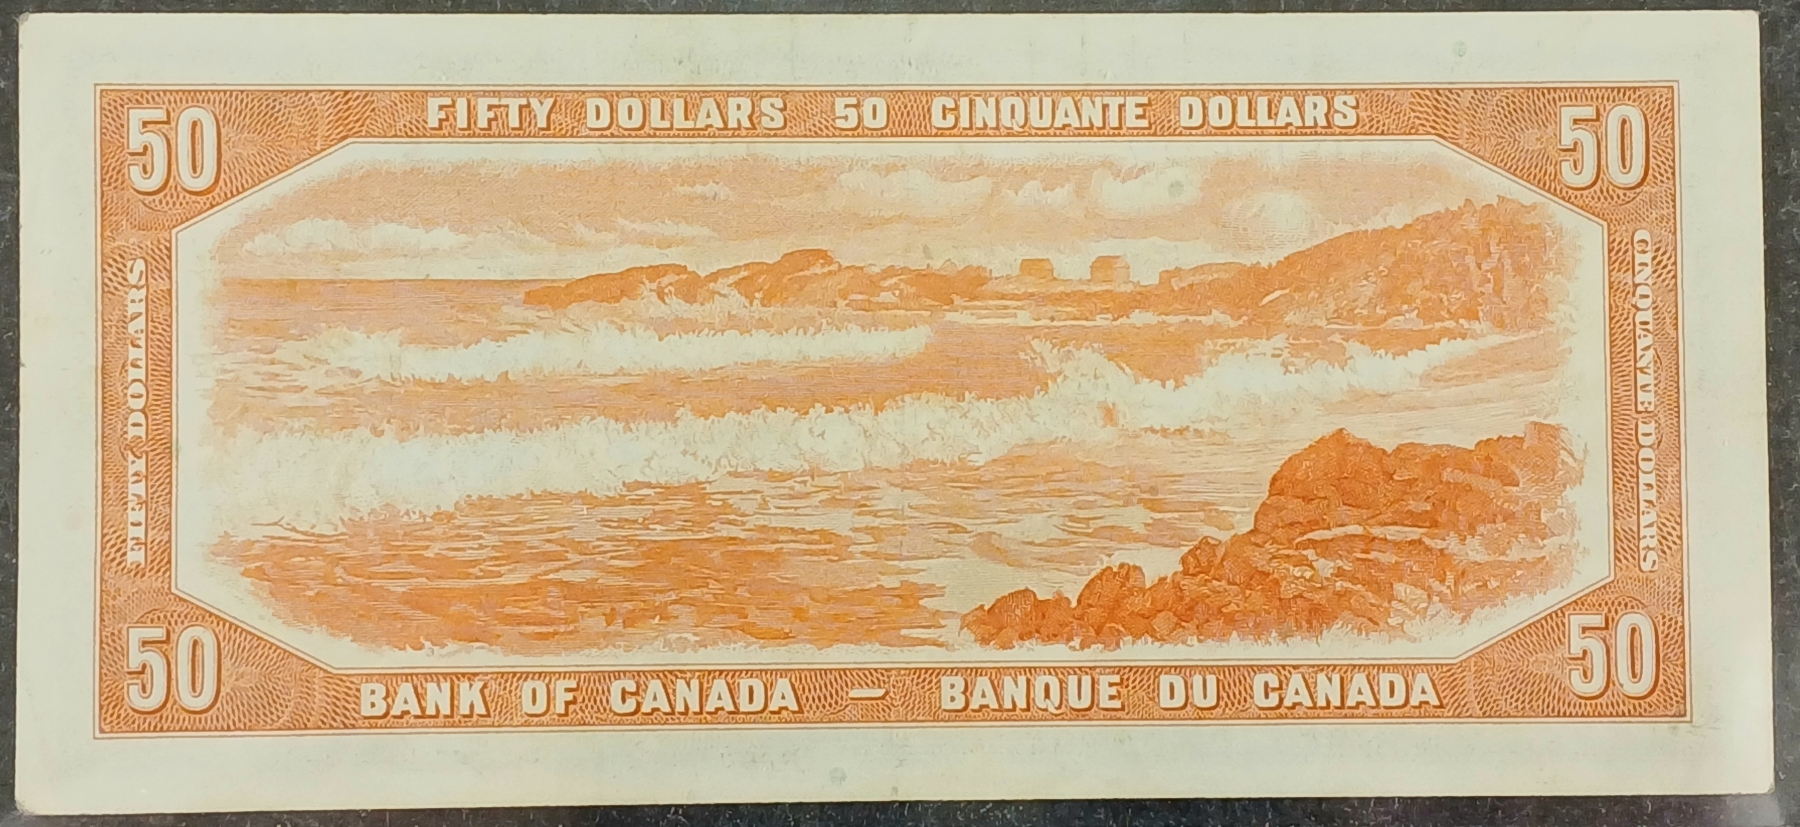 FIFTY DOLLARS 50 CINQUANTE DOLLARS
50
50
FIFTY DOLLARS
CINQUANTE DOLLARS
50
50
BANK OF CANADA — BANQUE DU CANADA